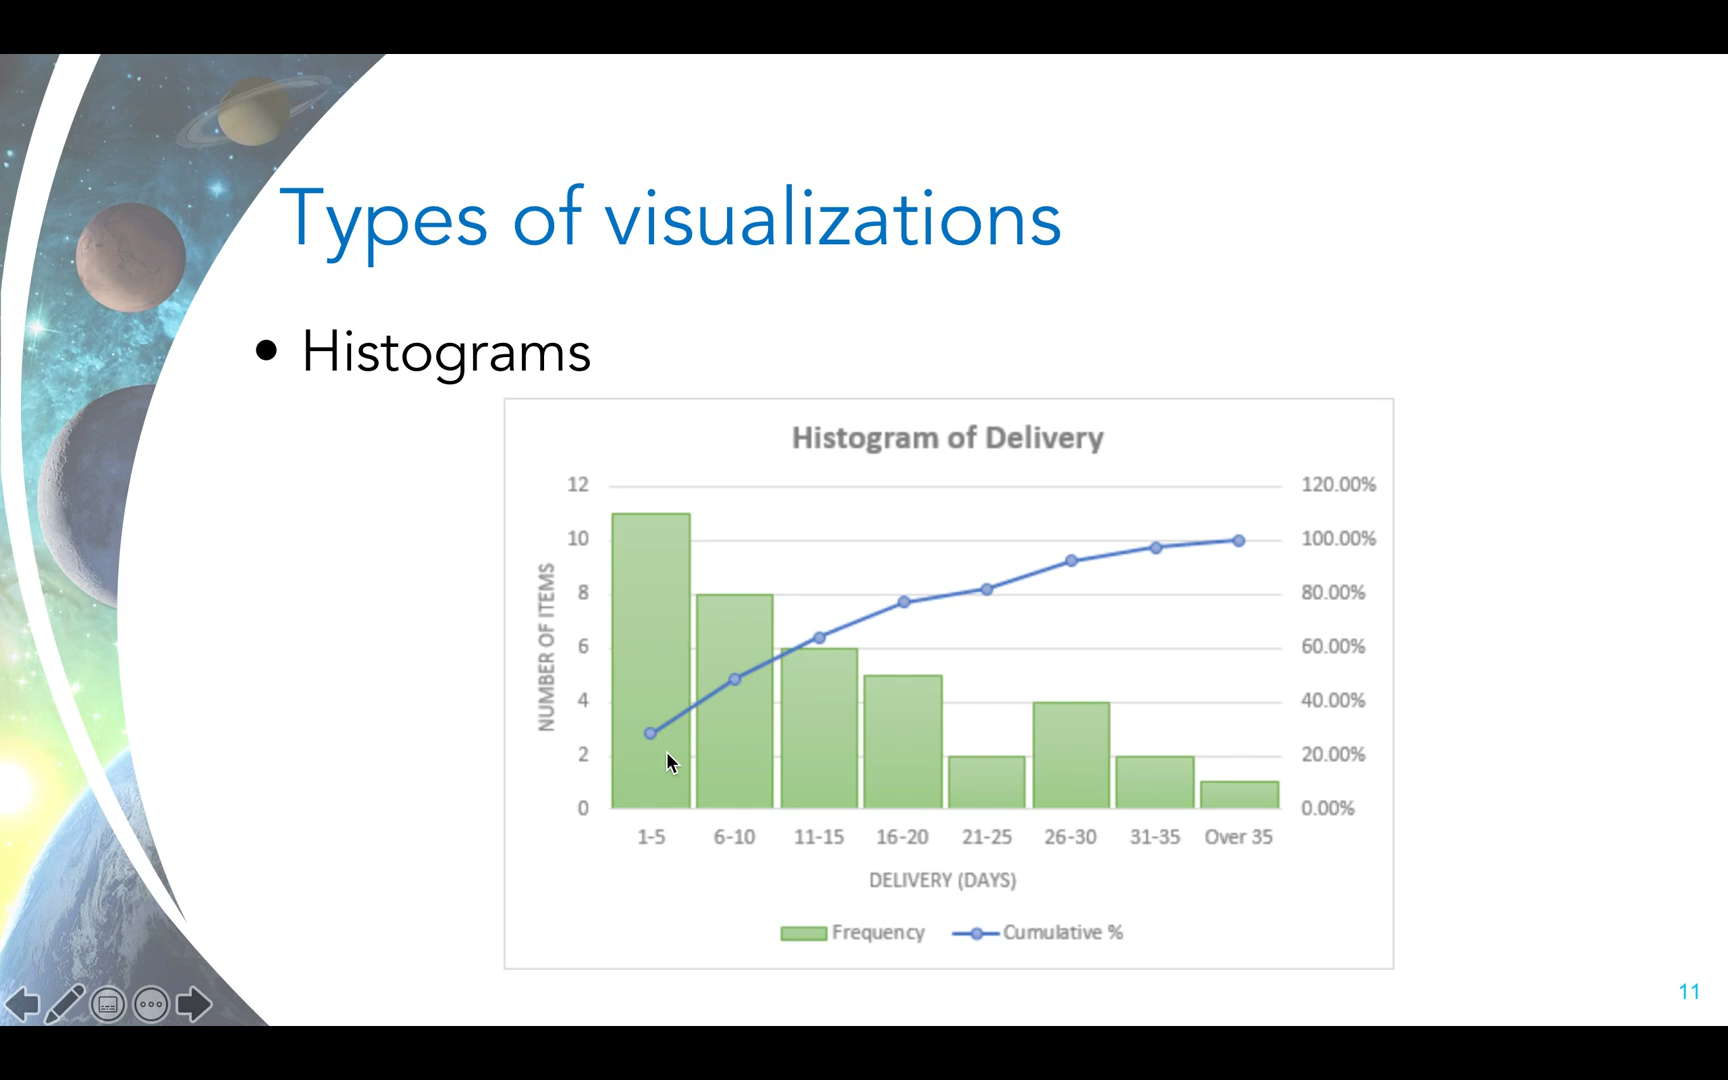 Types of visualizations
• Histograms
Histogram of Delivery
12
10
8
6
4
2
0
NUMBER OF ITEMS
120.00%
100.00%
80.00%
60.00%
40.00%
20.00%
0.00%
1-5 6-10 11-15 16-20 21-25 26-30 31-35 Over 35
DELIVERY (DAYS)
Frequency Cumulative %
11